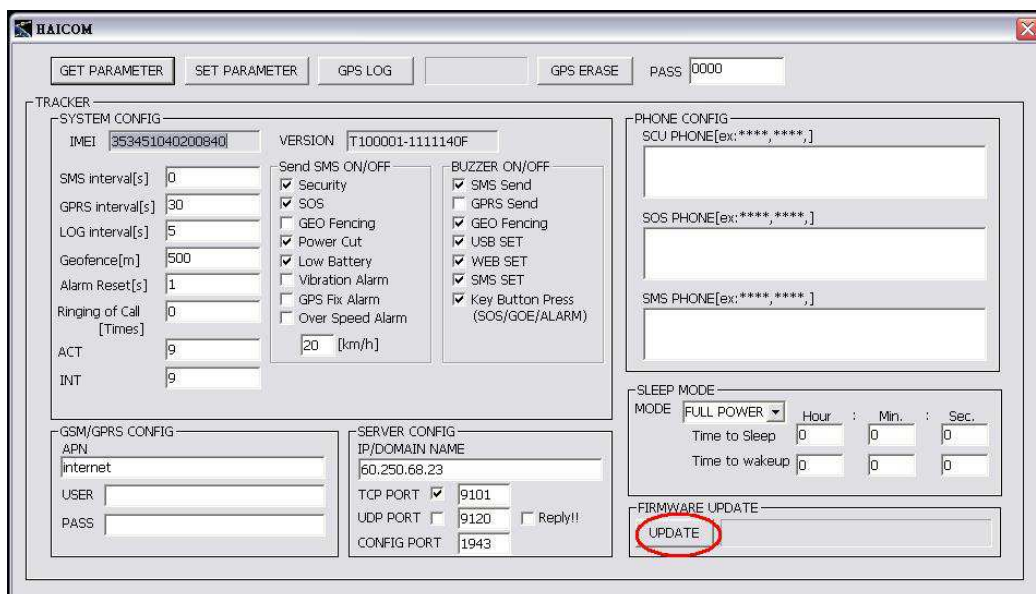 HAICOM
GET PARAMETER SET PARAMETER GPS LOG GPS ERASE PASS 0000
TRACKER
SYSTEM CONFIG
IMEI 353451040200840 VERSION T100001-1111140F
SMS interval[s] 0
GPRS interval[s] 30
LOG interval[s] 5
Geofence[m] 500
Alarm Reset[s] 1
Ringing of Call 0
[Times]
ACT 9
INT 9
Send SMS ON/OFF
Security
SOS
GEO Fencing
Power Cut
Low Battery
Vibration Alarm
GPS Fix Alarm
Over Speed Alarm
20 [km/h]
BUZZER ON/OFF
SMS Send
GPRS Send
GEO Fencing
USB SET
WEB SET
SMS SET
Key Button Press
(SOS/GOE/ALARM)
PHONE CONFIG
SCU PHONE[ex:****,****,]
SOS PHONE[ex:****,****,]
SMS PHONE[ex:****,****,]
GSM/GPRS CONFIG
APN
internet
USER
PASS
SERVER CONFIG
IP/DOMAIN NAME
60.250.68.23
TCP PORT 9101
UDP PORT 9120 Reply!!
CONFIG PORT 1943
SLEEP MODE
MODE FULL POWER Hour : Min. : Sec.
Time to Sleep 0 0 0
Time to wakeup 0 0 0
FIRMWARE UPDATE
UPDATE